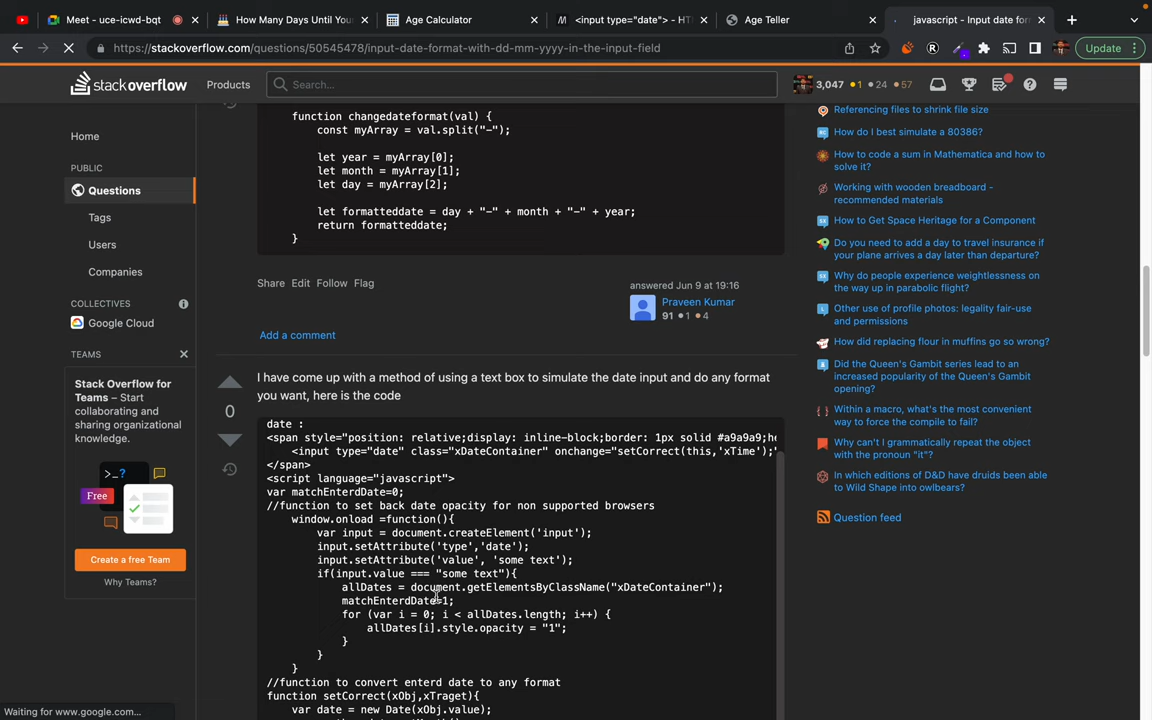 Meet - uce-icwd-bqt
How Many Days Until You
Age Calculator
<input type="date"> - HT
Age Teller
javascript - Input date for
https://stackoverflow.com/questions/50545478/input-date-format-with-dd-mm-yyyy-in-the-input-field
Update
stack overflow
Products
Search...
3,047 1 24 57
Home
PUBLIC
Questions
Tags
Users
Companies
COLLECTIVES
Google Cloud
TEAMS
Stack Overflow for
Teams – Start
collaborating and
sharing organizational
knowledge.
Free
Create a free Team
Why Teams?
function changedateformat(val) {
const myArray = val.split("-");
let year = myArray[0];
let month = myArray[1];
let day = myArray[2];
let formatteddate = day + "-" + month + "-" + year;
return formatteddate;
}
Share Edit Follow Flag
answered Jun 9 at 19:16
Praveen Kumar
91 1 4
Add a comment
0
I have come up with a method of using a text box to simulate the date input and do any format
you want, here is the code
date :
<span style="position: relative;display: inline-block;border: 1px solid #a9a9a9;he
<input type="date" class="xDateContainer" onchange="setCorrect(this,'xTime');"
</span>
<script language="javascript">
var matchEnterdDate=0;
//function to set back date opacity for non supported browsers
window.onload =function(){
var input = document.createElement('input');
input.setAttribute('type','date');
input.setAttribute('value', 'some text');
if(input.value === "some text"){
allDates = document.getElementsByClassName("xDateContainer");
matchEnterdDate=1;
for (var i = 0; i < allDates.length; i++) {
allDates[i].style.opacity = "1";
}
}
}
//function to convert enterd date to any format
function setCorrect(xObj,xTraget){
var date = new Date(xObj.value);
Referencing files to shrink file size
How do I best simulate a 80386?
How to code a sum in Mathematica and how to
solve it?
Working with wooden breadboard -
recommended materials
How to Get Space Heritage for a Component
Do you need to add a day to travel insurance if
your plane arrives a day later than departure?
Why do people experience weightlessness on
the way up in parabolic flight?
Other use of profile photos: legality fair-use
and permissions
How did replacing flour in muffins go so wrong?
Did the Queen's Gambit series lead to an
increased popularity of the Queen's Gambit
opening?
Within a macro, what's the most convenient
way to force the compile to fail?
Why can't I grammatically repeat the object
with the pronoun "it"?
In which editions of D&D have druids been able
to Wild Shape into owlbears?
Question feed
Waiting for www.google.com...